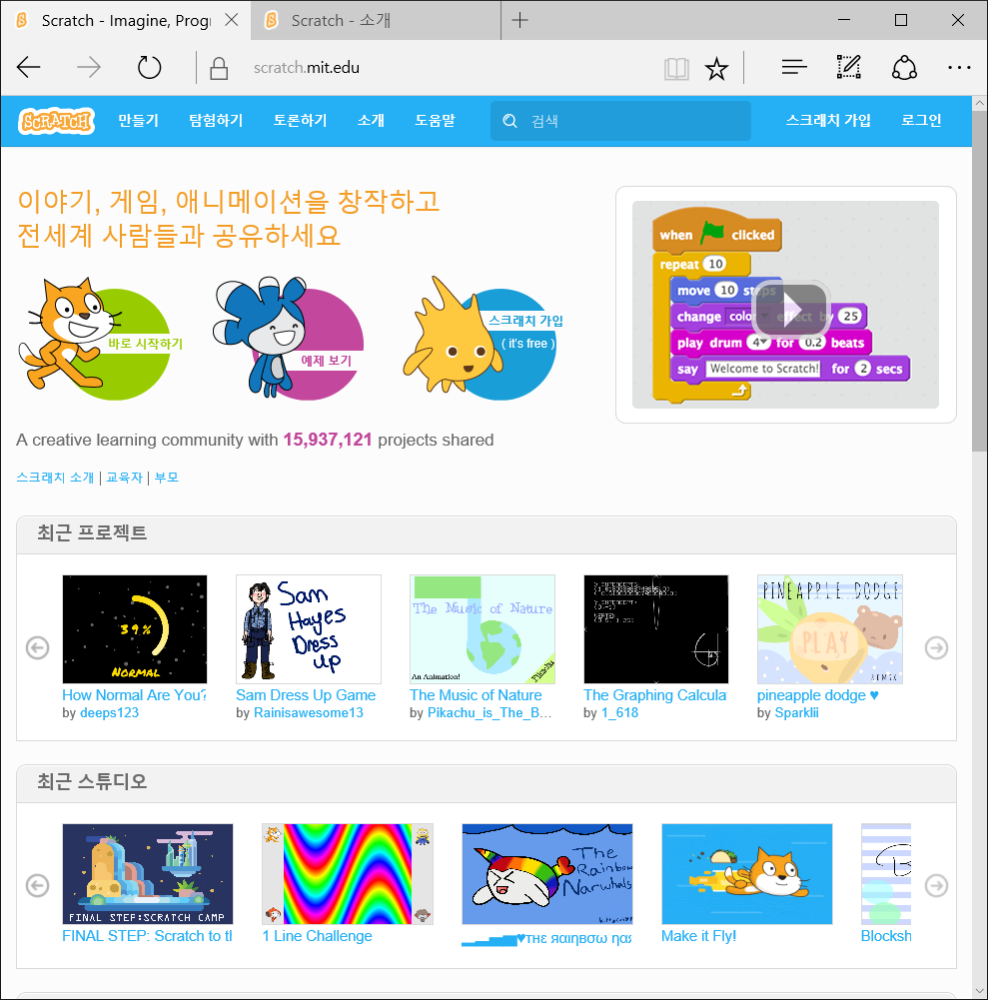 Scratch - Imagine, Progr
Scratch - 소개
scratch.mit.edu
SCRATCH 만들기 탐험하기 토론하기 소개 도움말 검색 스크래치 가입 로그인
이야기, 게임, 애니메이션을 창작하고
전세계 사람들과 공유하세요
바로 시작하기
예제 보기
스크래치 가입
( it's free )
when clicked
repeat 10
move 10 steps
change color effect by 25
play drum 4 for 0.2 beats
say Welcome to Scratch! for 2 secs
A creative learning community with 15,937,121 projects shared
스크래치 소개 | 교육자 | 부모
최근 프로젝트
39%
NORMAL
Sam
Hayes
Dress
up
The Music of Nature
An Animation!
Pikachu
PINEAPPLE DODGE
PLAY
REMIX
How Normal Are You?
by deeps123
Sam Dress Up Game
by Rainisawesome13
The Music of Nature
by Pikachu_is_The_B...
The Graphing Calcula
by 1_618
pineapple dodge ♥
by Sparklii
최근 스튜디오
FINAL STEP:SCRATCH CAMP
The
Rainbow
Narwhals
FINAL STEP: Scratch to th
1 Line Challenge
Make it Fly!
Blocksh